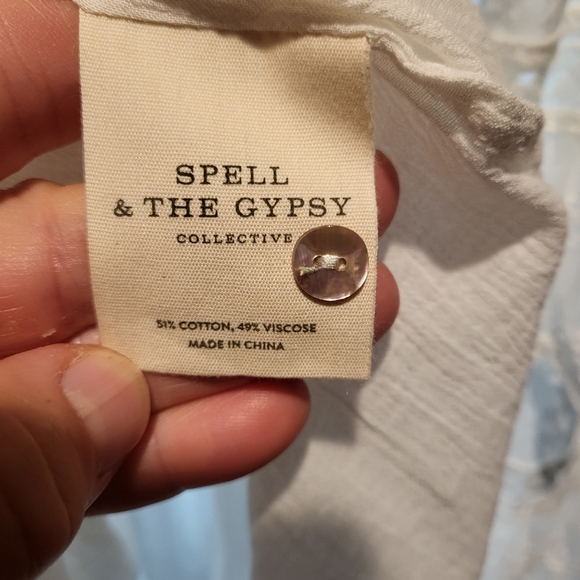 SPELL
& THE GYPSY
COLLECTIVE
51% COTTON, 49% VISCOSE
MADE IN CHINA